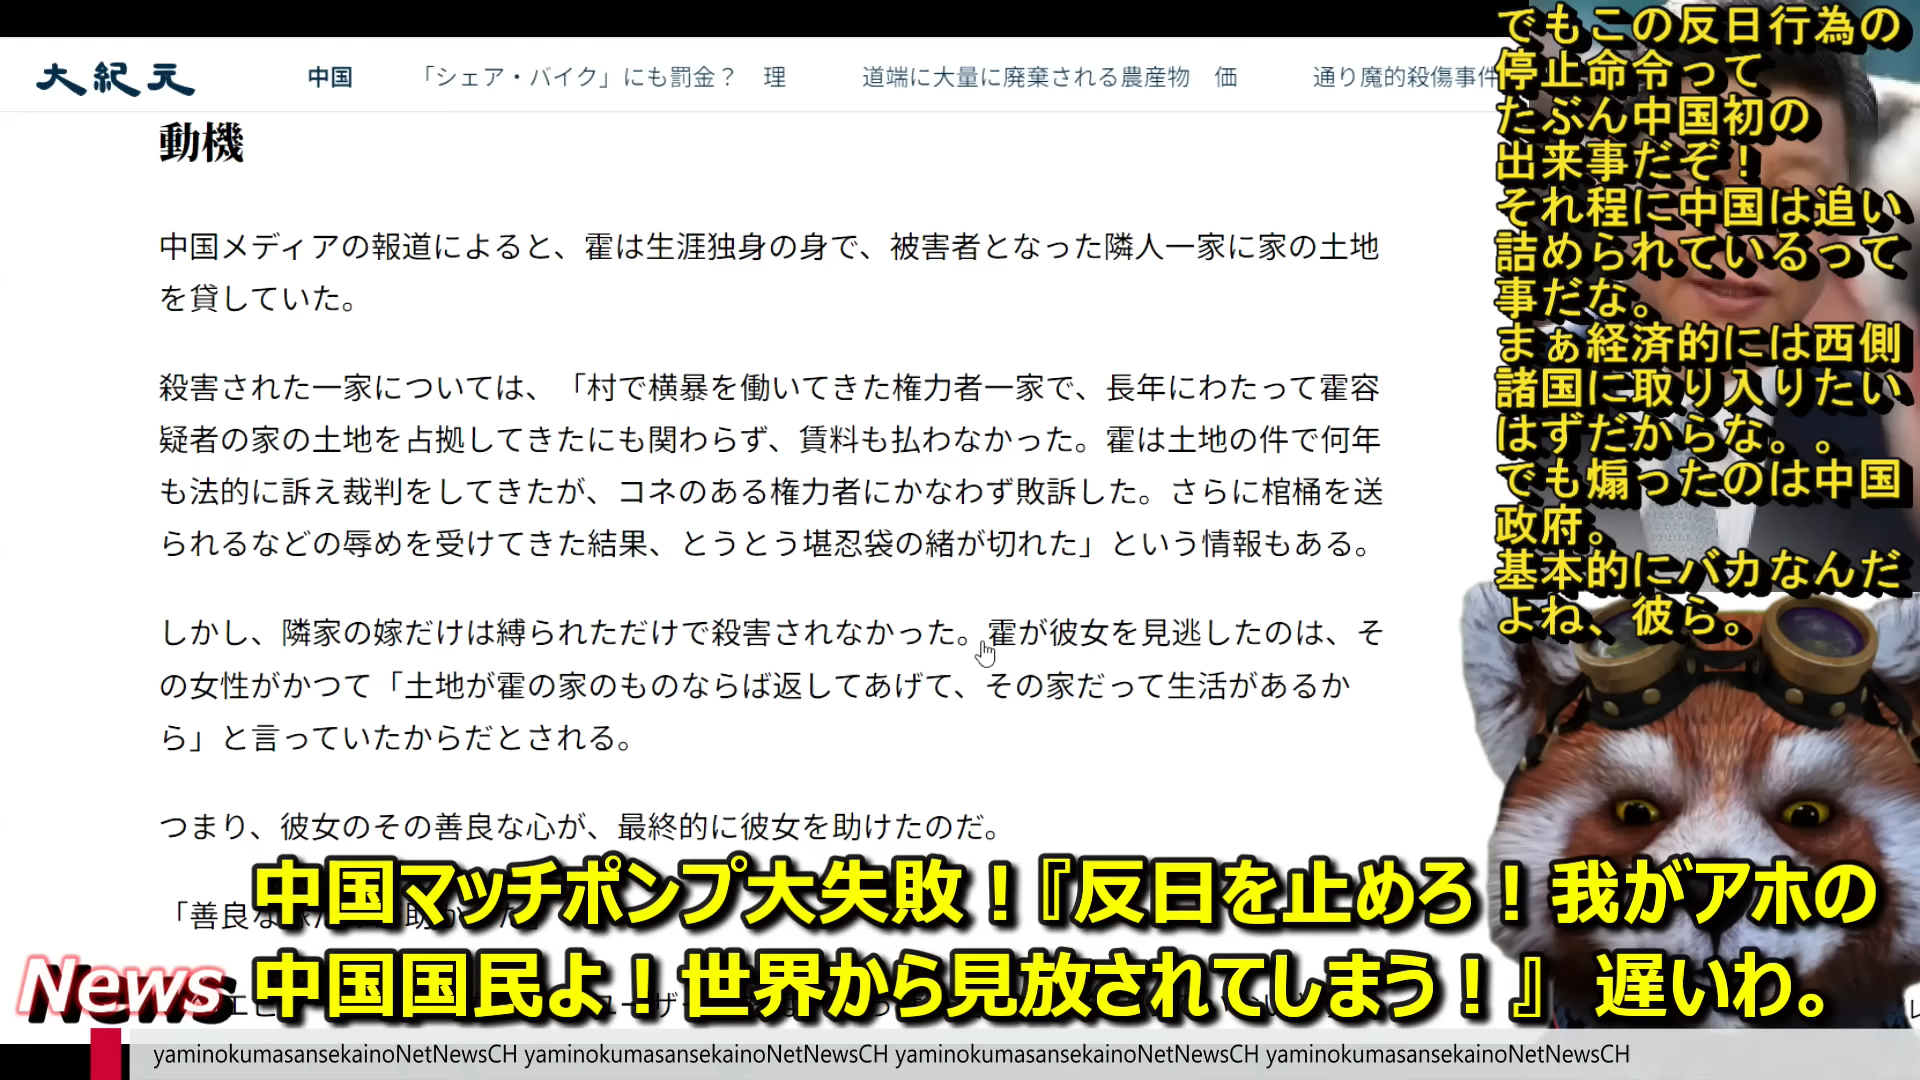 大紀元
中国 「シェア・バイク」にも罰金？ 理 道端に大量に廃棄される農産物 価 通り魔的殺傷事件
動機
中国メディアの報道によると、霍は生涯独身の身で、被害者となった隣人一家に家の土地
を貸していた。
殺害された一家については、「村で横暴を働いてきた権力者一家で、長年にわたって霍容
疑者の家の土地を占拠してきたにも関わらず、賃料も払わなかった。霍は土地の件で何年
も法的に訴え裁判をしてきたが、コネのある権力者にかなわず敗訴した。さらに棺桶を送
られるなどの辱めを受けてきた結果、とうとう堪忍袋の緒が切れた」という情報もある。
しかし、隣家の嫁だけは縛られただけで殺害されなかった。霍が彼女を見逃したのは、そ
の女性がかつて「土地が霍の家のものならば返してあげて、その家だって生活があるか
ら」と言っていたからだとされる。
つまり、彼女のその善良な心が、最終的に彼女を助けたのだ。
「善良な
でもこの反日行為の
停止命令って
たぶん中国初の
出来事だぞ！
それ程に中国は追い
詰められているって
事だな。
まぁ経済的には西側
諸国に取り入りたい
はずだからな。。
でも煽ったのは中国
政府。
基本的にバカなんだ
よね、彼ら。
中国マッチポンプ大失敗！『反日を止めろ！我がアホの
中国国民よ！世界から見放されてしまう！』 遅いわ。
News
yaminokumasansekainoNetNewsCH yaminokumasansekainoNetNewsCH yaminokumasansekainoNetNewsCH yaminokumasansekainoNetNewsCH